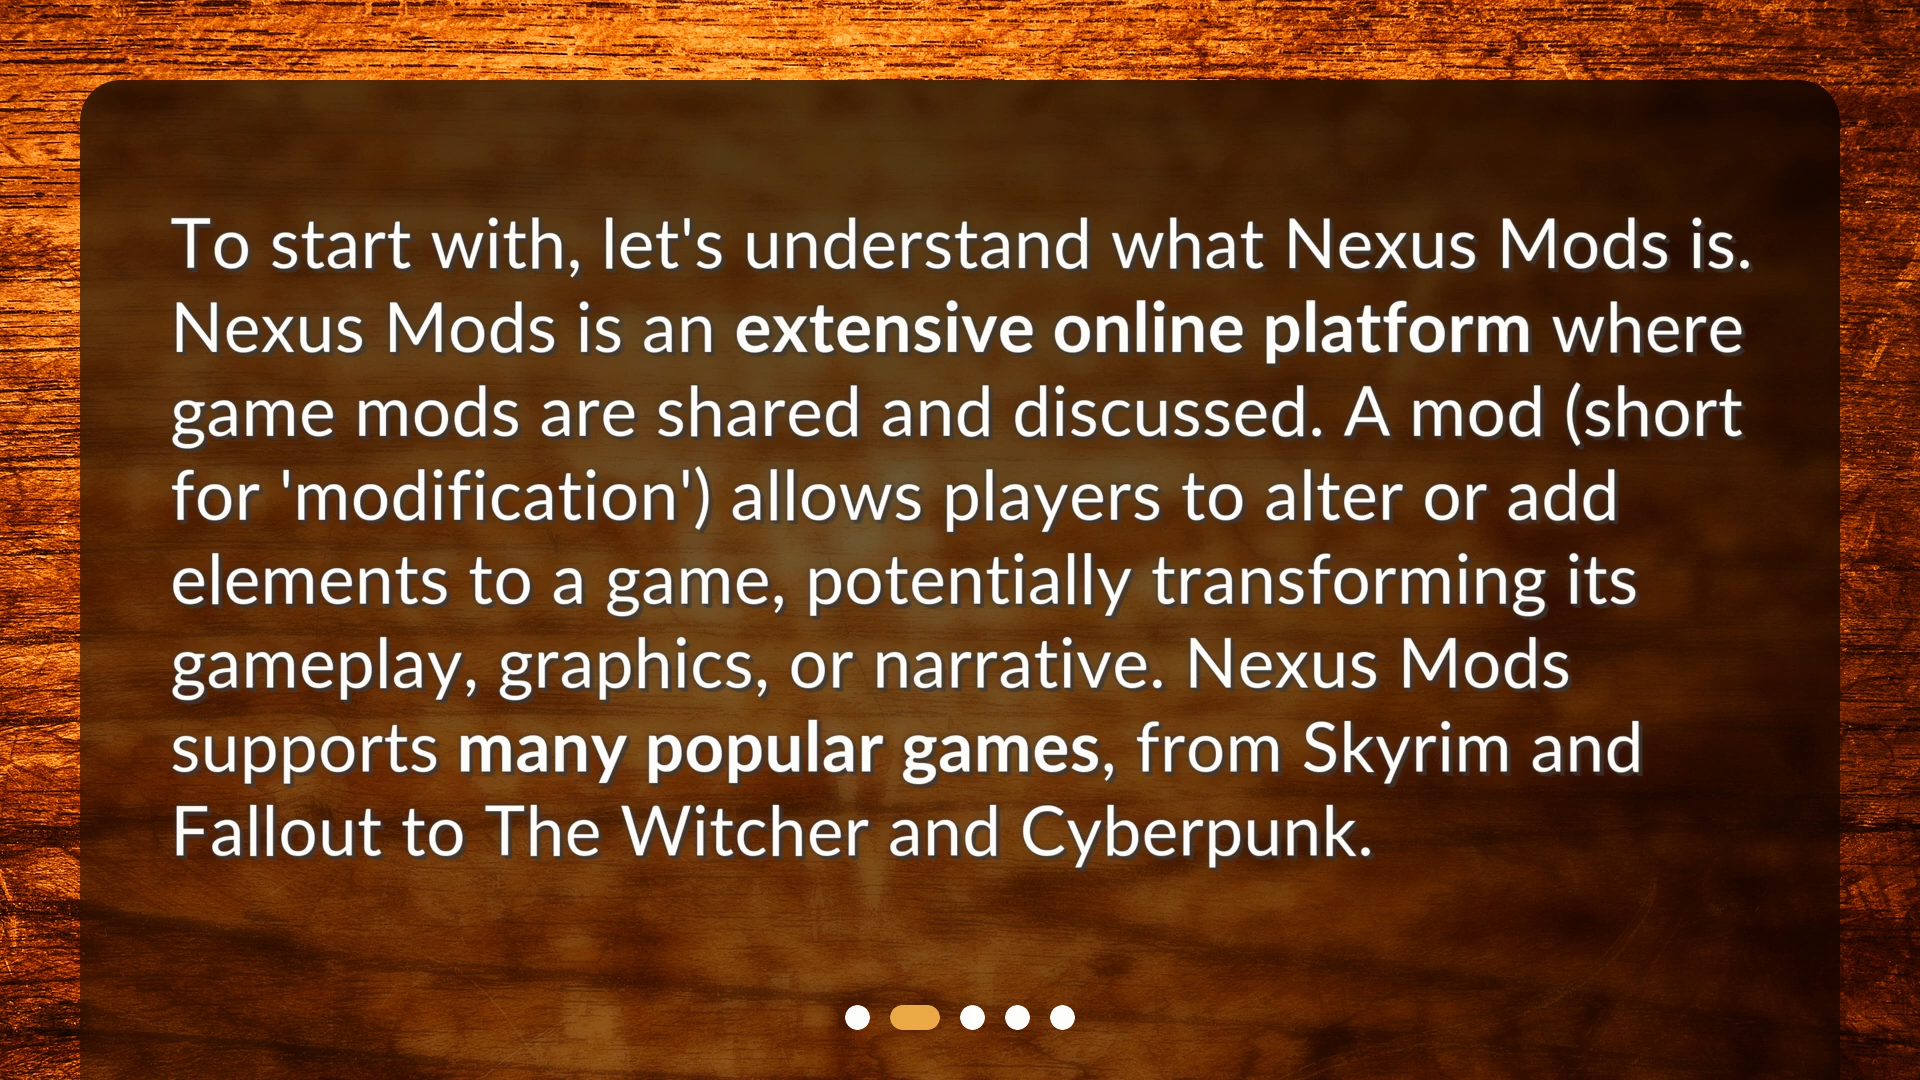 To start with, let's understand what Nexus Mods is.
Nexus Mods is an extensive online platform where
game mods are shared and discussed. A mod (short
for 'modification') allows players to alter or add
elements to a game, potentially transforming its
gameplay, graphics, or narrative. Nexus Mods
supports many popular games, from Skyrim and
Fallout to The Witcher and Cyberpunk.